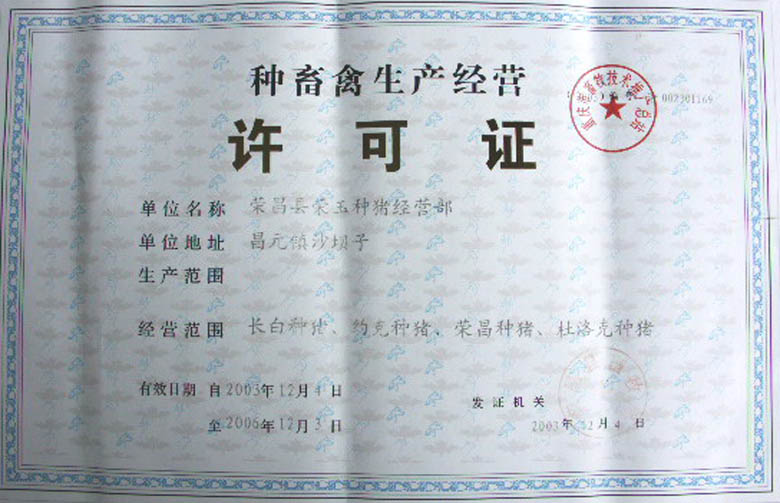 种畜禽生产经营
002301169
许可证
单位名称 荣昌县荣玉种猪经营部
单位地址 昌元镇沙坝子
生产范围
经营范围 长白种猪、约克种猪、荣昌种猪、杜洛克种猪
有效日期 自2003年12月4日
至2006年12月3日
发证机关
2003年12月4日